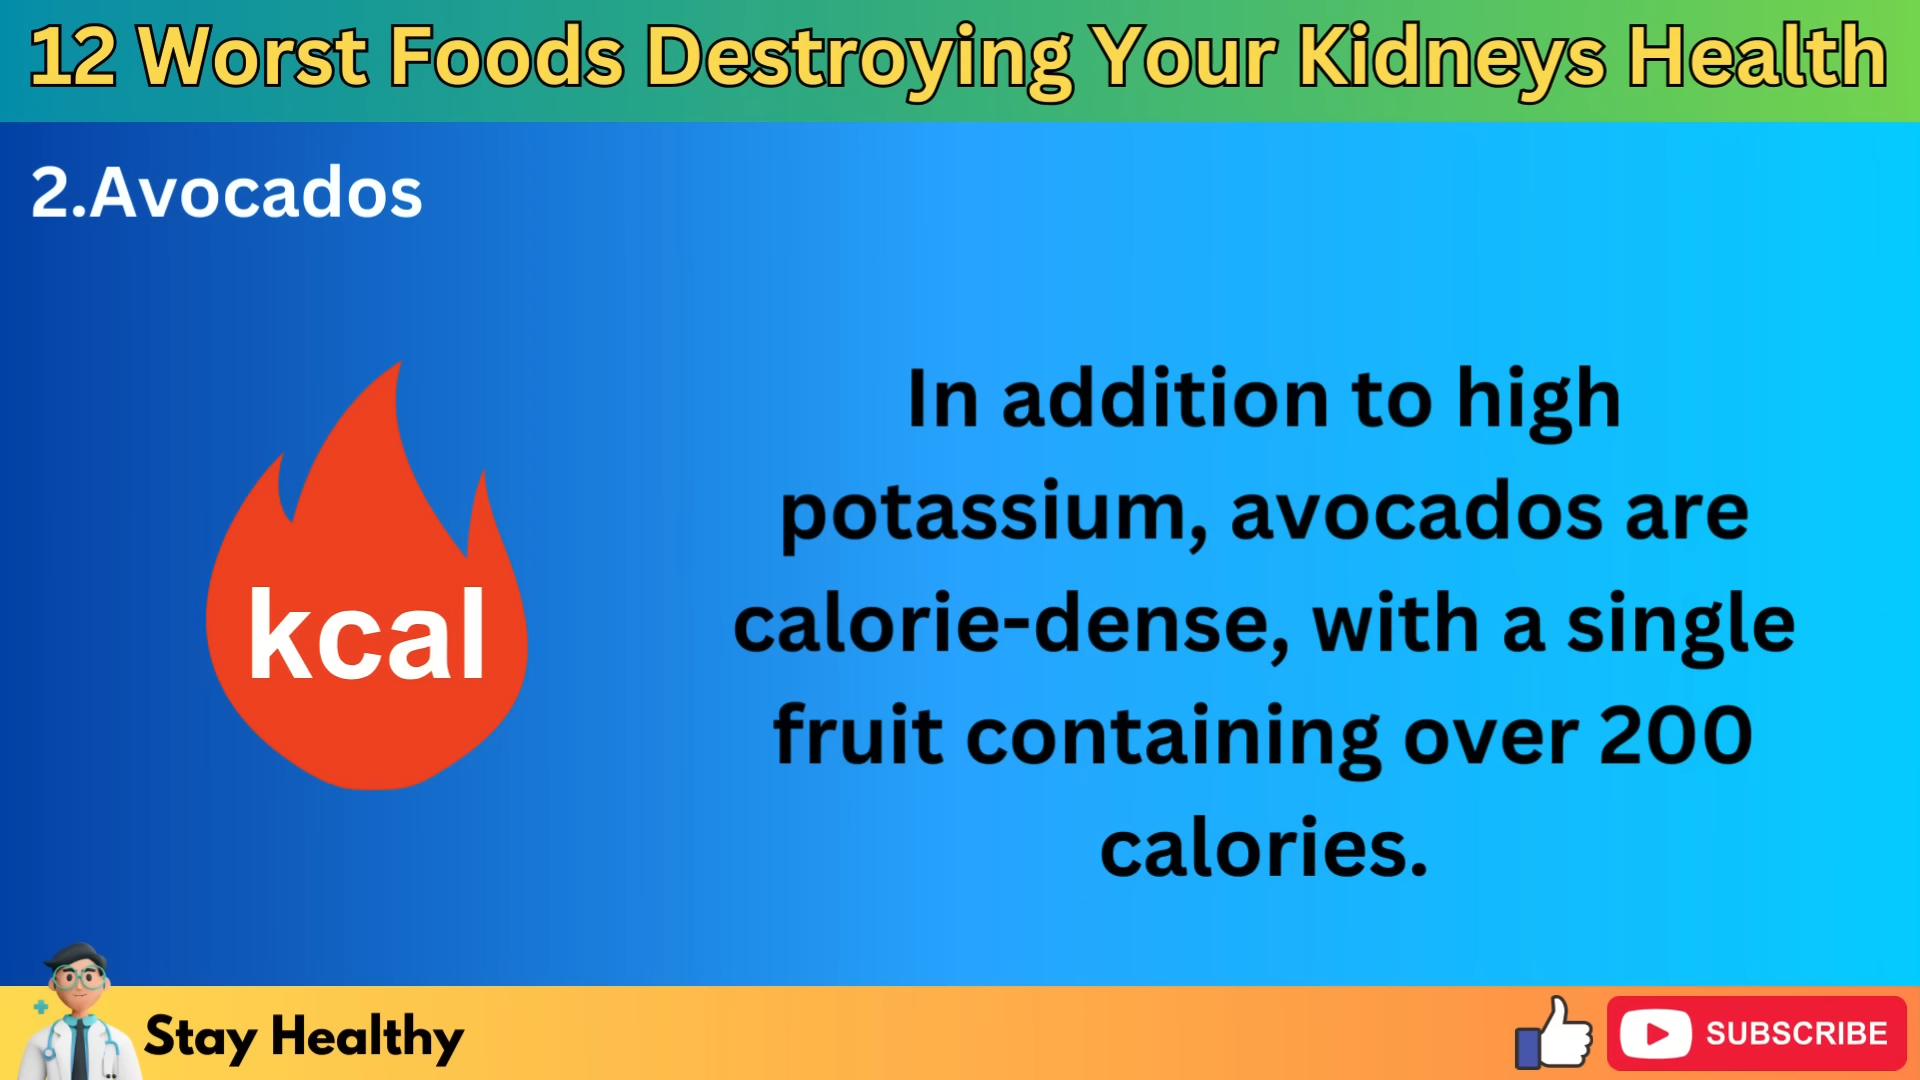 12 Worst Foods Destroying Your Kidneys Health
2.Avocados
kcal
In addition to high
potassium, avocados are
calorie-dense, with a single
fruit containing over 200
calories.
Stay Healthy
SUBSCRIBE